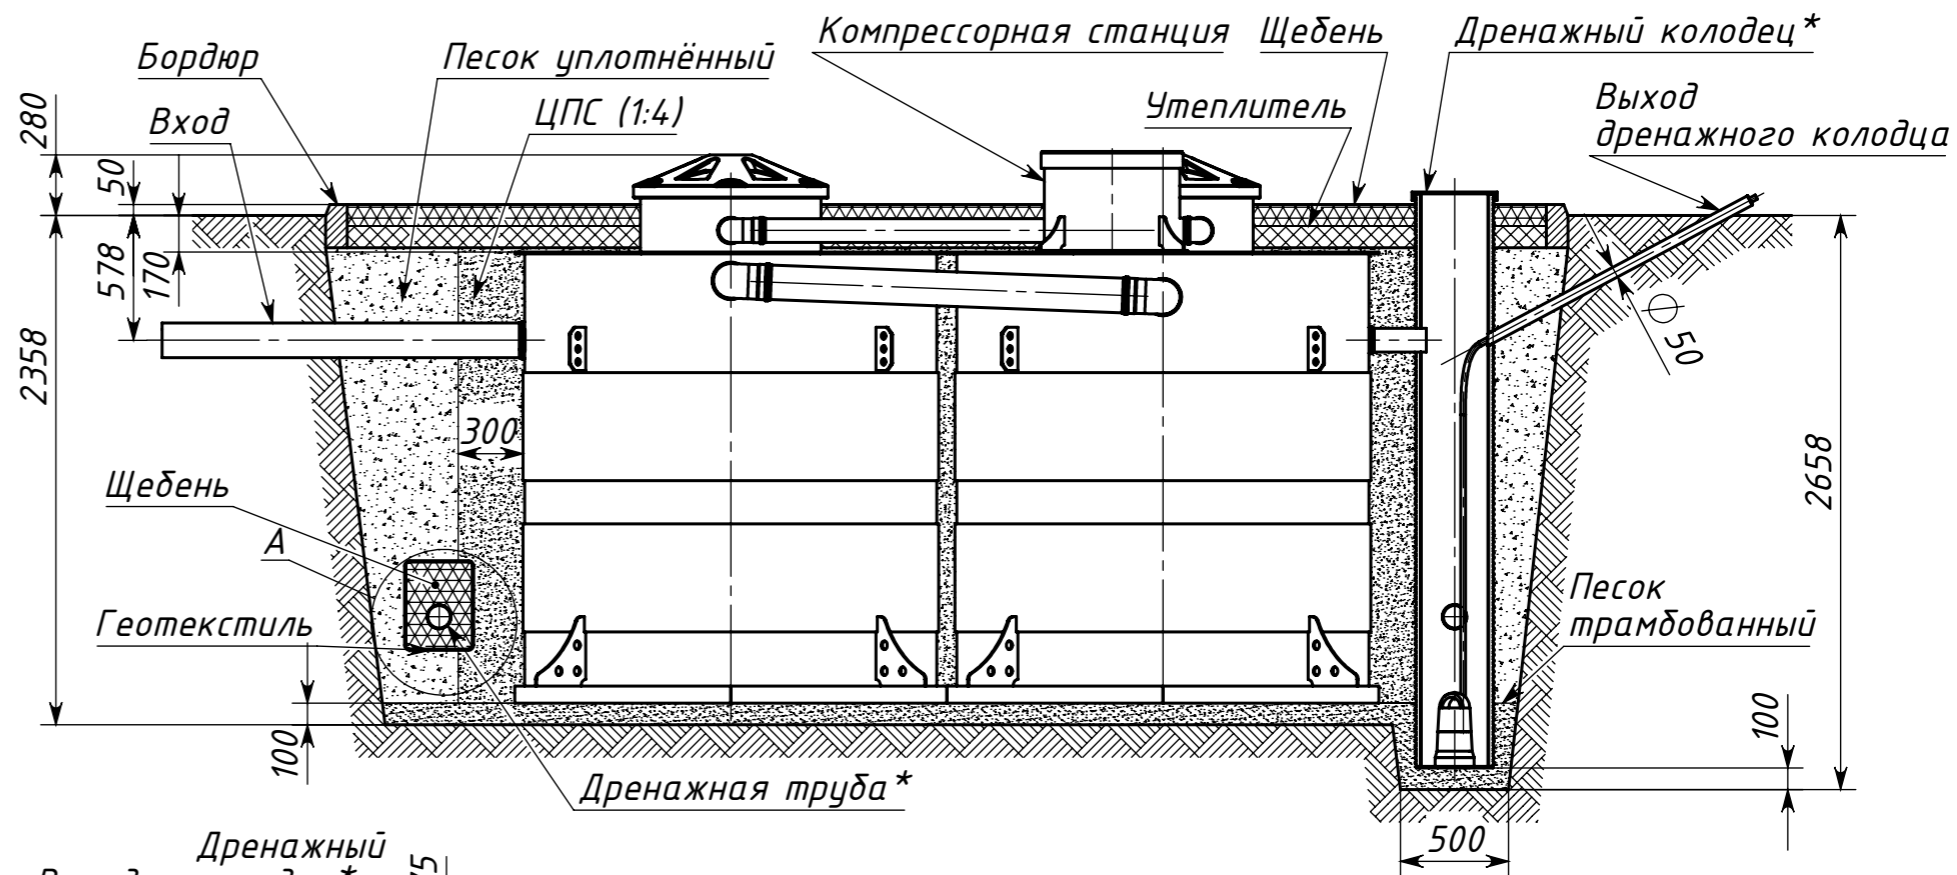 Компрессорная станция
Щебень
Дренажный колодец*
Бордюр
Песок уплотнённый
Утеплитель
Выход
дренажного колодца
Вход
ЦПС (1:4)
280
50
578
170
2358
300
50
2658
Щебень
А
Геотекстиль
Песок
трамбованный
100
100
Дренажная труба*
500
Дренажный